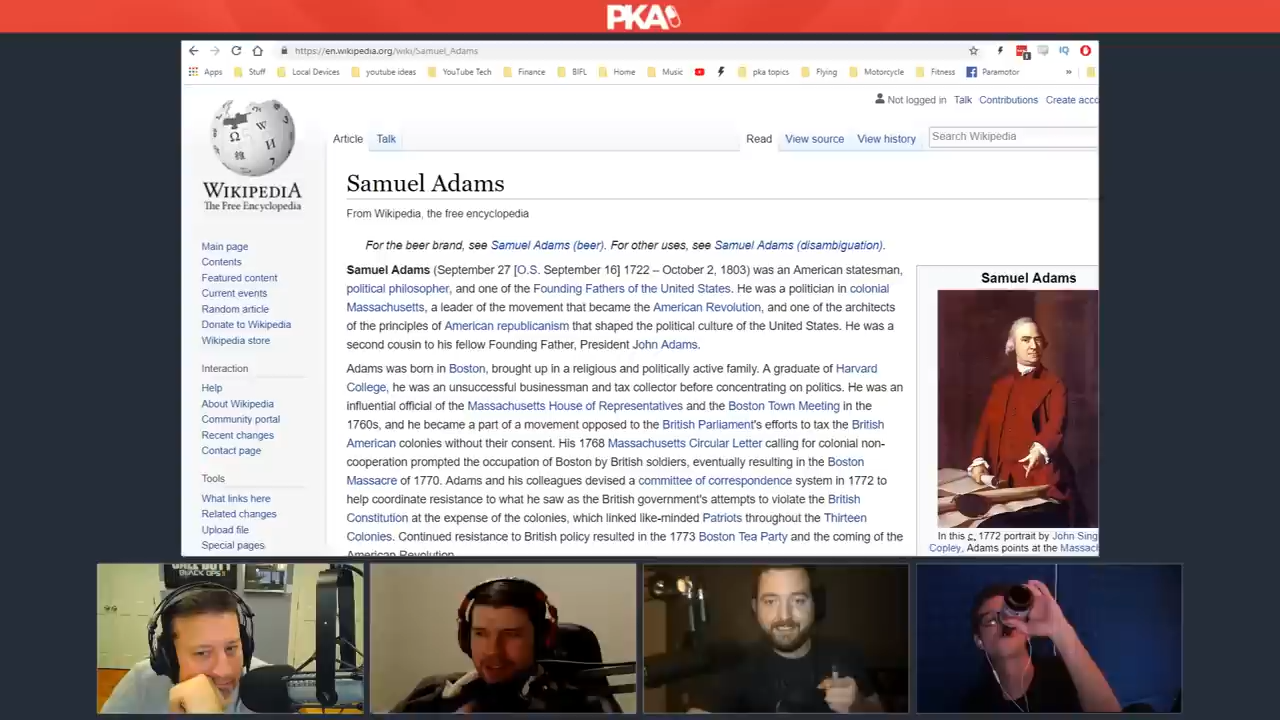 PKA
https://en.wikipedia.org/wiki/Samuel_Adams
Apps Stuff Local Devices youtube ideas YouTube Tech Finance BIFL Home Music pka topics Flying Motorcycle Fitness Paramotor »
Not logged in Talk Contributions Create acco
Article Talk Read View source View history Search Wikipedia
WIKIPEDIA
The Free Encyclopedia
Main page
Contents
Featured content
Current events
Random article
Donate to Wikipedia
Wikipedia store
Interaction
Help
About Wikipedia
Community portal
Recent changes
Contact page
Tools
What links here
Related changes
Upload file
Special pages
Samuel Adams
From Wikipedia, the free encyclopedia
For the beer brand, see Samuel Adams (beer). For other uses, see Samuel Adams (disambiguation).
Samuel Adams (September 27 [O.S. September 16] 1722 – October 2, 1803) was an American statesman,
political philosopher, and one of the Founding Fathers of the United States. He was a politician in colonial
Massachusetts, a leader of the movement that became the American Revolution, and one of the architects
of the principles of American republicanism that shaped the political culture of the United States. He was a
second cousin to his fellow Founding Father, President John Adams.
Adams was born in Boston, brought up in a religious and politically active family. A graduate of Harvard
College, he was an unsuccessful businessman and tax collector before concentrating on politics. He was an
influential official of the Massachusetts House of Representatives and the Boston Town Meeting in the
1760s, and he became a part of a movement opposed to the British Parliament's efforts to tax the British
American colonies without their consent. His 1768 Massachusetts Circular Letter calling for colonial non-
cooperation prompted the occupation of Boston by British soldiers, eventually resulting in the Boston
Massacre of 1770. Adams and his colleagues devised a committee of correspondence system in 1772 to
help coordinate resistance to what he saw as the British government's attempts to violate the British
Constitution at the expense of the colonies, which linked like-minded Patriots throughout the Thirteen
Colonies. Continued resistance to British policy resulted in the 1773 Boston Tea Party and the coming of the
American Revolution.
Samuel Adams
In this c. 1772 portrait by John Sing
Copley, Adams points at the Massach
CALL OF DUTY
BLACK OPS II